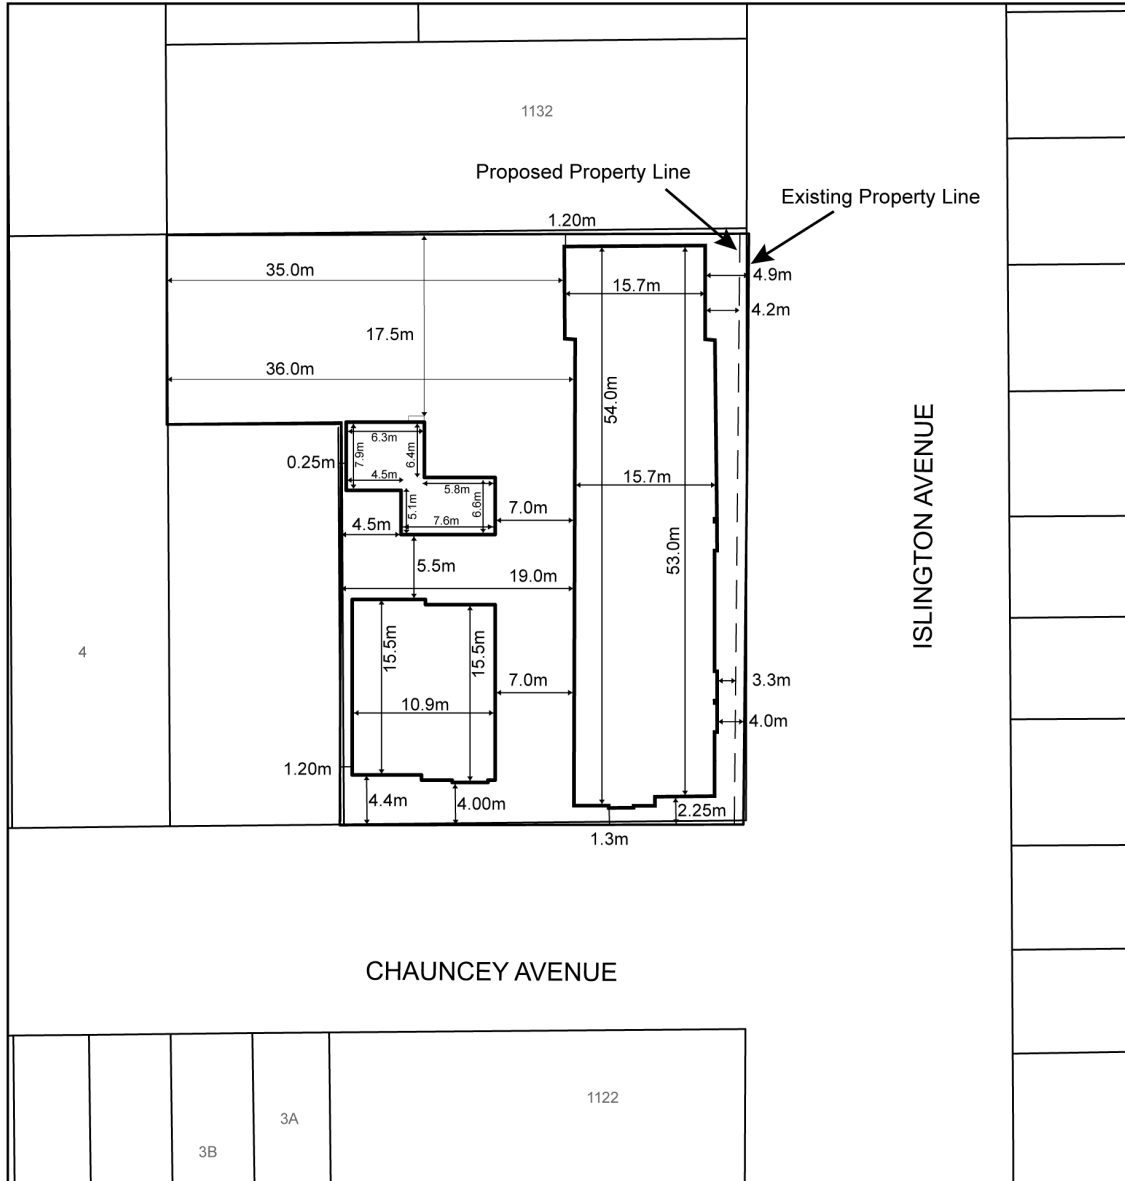 1132
Proposed Property Line
Existing Property Line
1.20m
35.0m
4.9m
15.7m
4.2m
17.5m
36.0m
54.0m
6.3m
7.9m
6.4m
0.25m
4.5m
5.8m
15.7m
5.1m
6.6m
7.6m
7.0m
4.5m
53.0m
5.5m
19.0m
ISLINGTON AVENUE
15.5m
15.5m
4
7.0m
3.3m
10.9m
4.0m
1.20m
4.4m
4.00m
2.25m
1.3m
CHAUNCEY AVENUE
1122
3A
3B